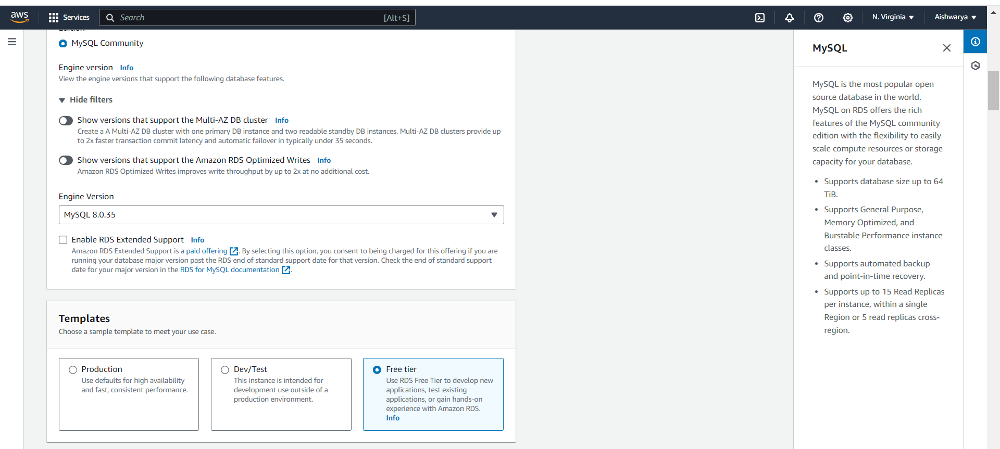 aws
Services
Search
[Alt+S]
N. Virginia
Aishwarya
Edition
MySQL Community
Engine version Info
View the engine versions that support the following database features.
Hide filters
Show versions that support the Multi-AZ DB cluster Info
Create a A Multi-AZ DB cluster with one primary DB instance and two readable standby DB instances. Multi-AZ DB clusters provide up
to 2x faster transaction commit latency and automatic failover in typically under 35 seconds.
Show versions that support the Amazon RDS Optimized Writes Info
Amazon RDS Optimized Writes improves write throughput by up to 2x at no additional cost.
Engine Version
MySQL 8.0.35
Enable RDS Extended Support Info
Amazon RDS Extended Support is a paid offering. By selecting this option, you consent to being charged for this offering if you are
running your database major version past the RDS end of standard support date for that version. Check the end of standard support
date for your major version in the RDS for MySQL documentation.
Templates
Choose a sample template to meet your use case.
Production
Use defaults for high availability
and fast, consistent performance.
Dev/Test
This instance is intended for
development use outside of a
production environment.
Free tier
Use RDS Free Tier to develop new
applications, test existing
applications, or gain hands-on
experience with Amazon RDS.
Info
MySQL
MySQL is the most popular open
source database in the world.
MySQL on RDS offers the rich
features of the MySQL community
edition with the flexibility to easily
scale compute resources or storage
capacity for your database.
• Supports database size up to 64
TiB.
• Supports General Purpose,
Memory Optimized, and
Burstable Performance instance
classes.
• Supports automated backup
and point-in-time recovery.
• Supports up to 15 Read Replicas
per instance, within a single
Region or 5 read replicas cross-
region.